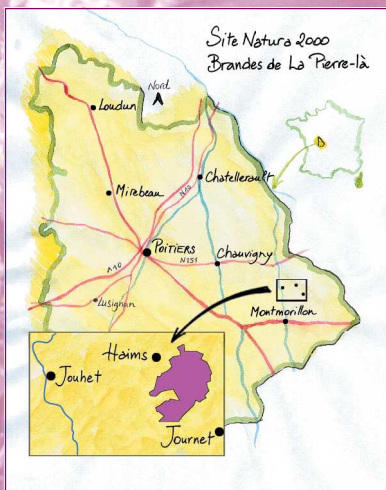 Site Natura 2000
Brandes de La Pierre-là
Nord
Loudun
Mirebeau
N10
Chatellerault
POITIERS
N151
Chauvigny
A10
Lusignan
Montmorillon
Haims
Jouhet
Journet